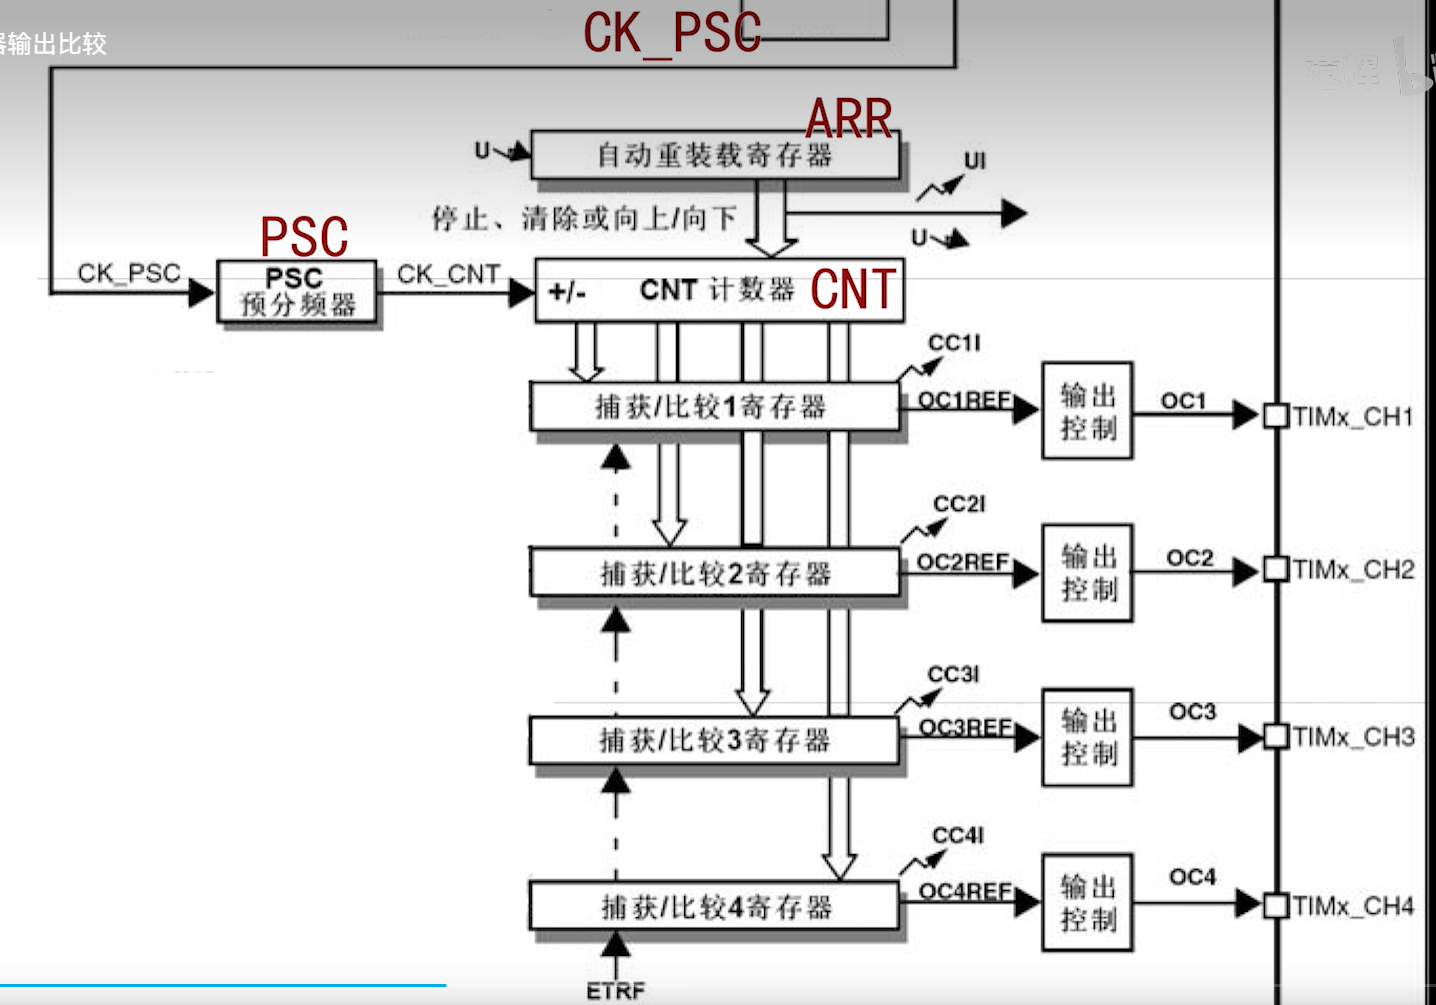 器输出比较
CK_PSC
ARR
U
自动重装载寄存器
UI
停止、清除或向上/向下
U
PSC
CK_PSC
PSC
预分频器
CK_CNT
+/-
CNT 计数器
CNT
CC1I
捕获/比较1寄存器
OC1REF
输出
控制
OC1
TIMx_CH1
CC2I
捕获/比较2寄存器
OC2REF
输出
控制
OC2
TIMx_CH2
CC3I
捕获/比较3寄存器
OC3REF
输出
控制
OC3
TIMx_CH3
CC4I
捕获/比较4寄存器
OC4REF
输出
控制
OC4
TIMx_CH4
ETRF